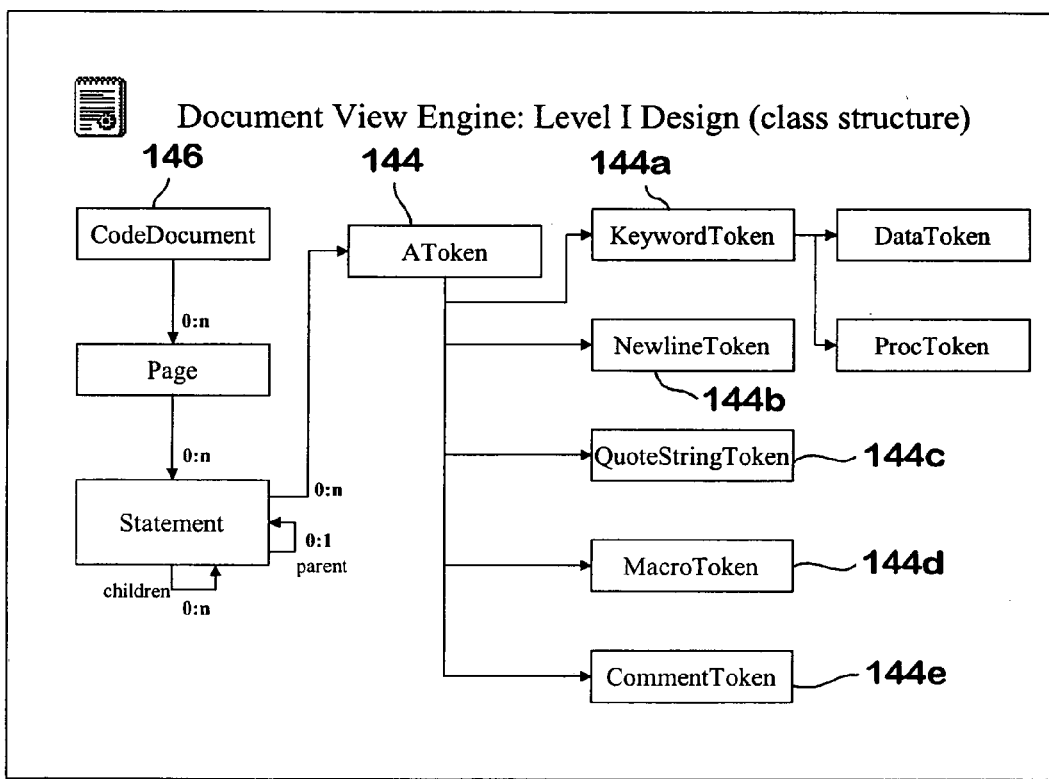 Document View Engine: Level I Design (class structure)
146
144
144a
CodeDocument
AToken
KeywordToken
DataToken
0:n
Page
NewlineToken
ProcToken
144b
0:n
QuoteStringToken
144c
0:n
Statement
0:1
parent
children
0:n
MacroToken
144d
CommentToken
144e